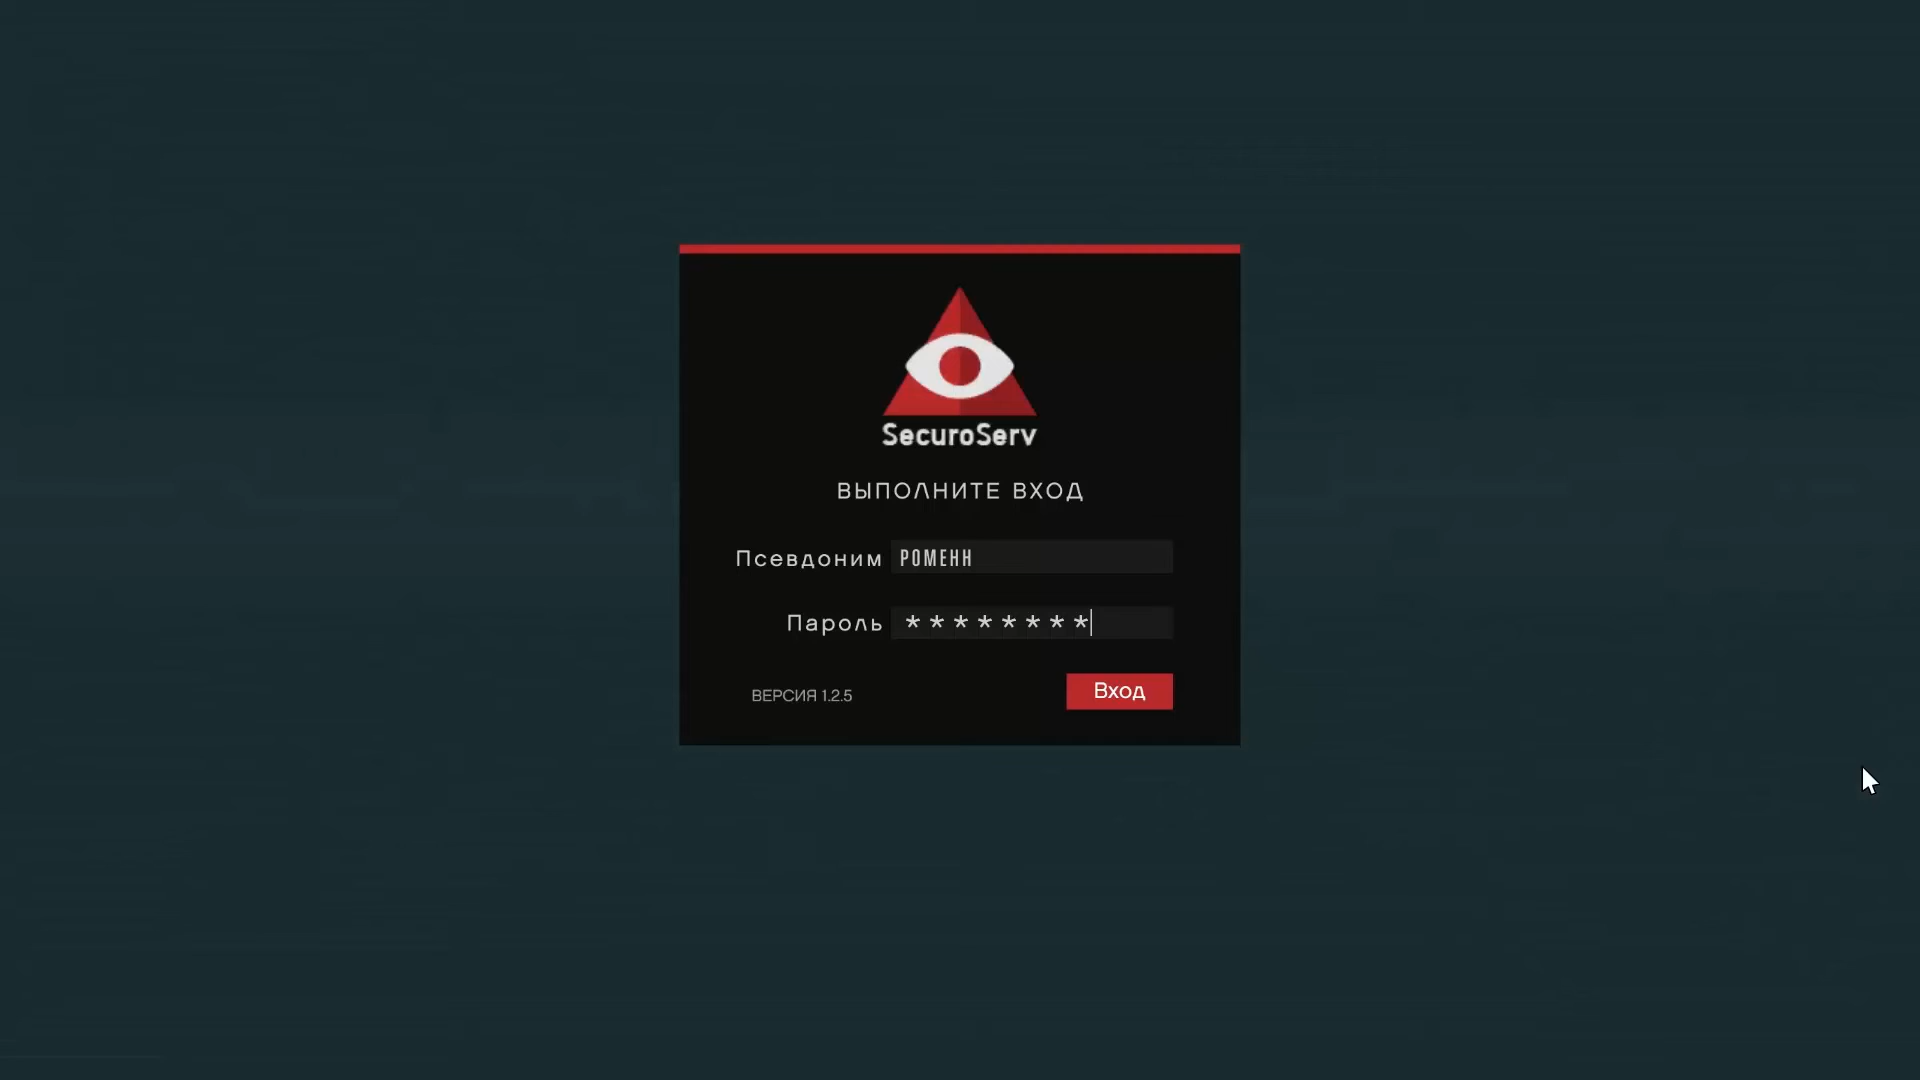 SecuroServ
ВЫПОЛНИТЕ ВХОД
Псевдоним РОМЕНН
Пароль ********
ВЕРСИЯ 1.2.5 Вход